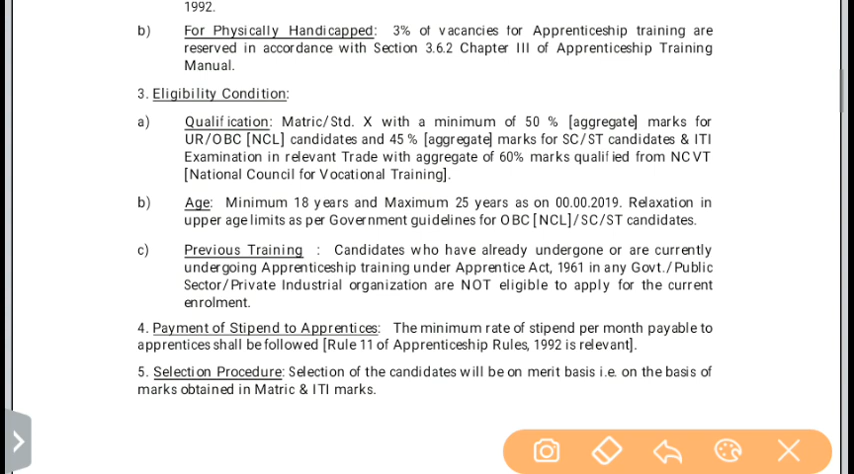 1992.
b) For Physically Handicapped: 3% of vacancies for Apprenticeship training are
reserved in accordance with Section 3.6.2 Chapter III of Apprenticeship Training
Manual.
3. Eligibility Condition:
a) Qualification: Matric/Std. X with a minimum of 50 % [aggregate] marks for
UR/OBC [NCL] candidates and 45 % [aggregate] marks for SC/ST candidates & ITI
Examination in relevant Trade with aggregate of 60% marks qualified from NCVT
[National Council for Vocational Training].
b) Age: Minimum 18 years and Maximum 25 years as on 00.00.2019. Relaxation in
upper age limits as per Government guidelines for OBC [NCL]/SC/ST candidates.
c) Previous Training : Candidates who have already undergone or are currently
undergoing Apprenticeship training under Apprentice Act, 1961 in any Govt./Public
Sector/Private Industrial organization are NOT eligible to apply for the current
enrolment.
4. Payment of Stipend to Apprentices: The minimum rate of stipend per month payable to
apprentices shall be followed [Rule 11 of Apprenticeship Rules, 1992 is relevant].
5. Selection Procedure: Selection of the candidates will be on merit basis i.e. on the basis of
marks obtained in Matric & ITI marks.